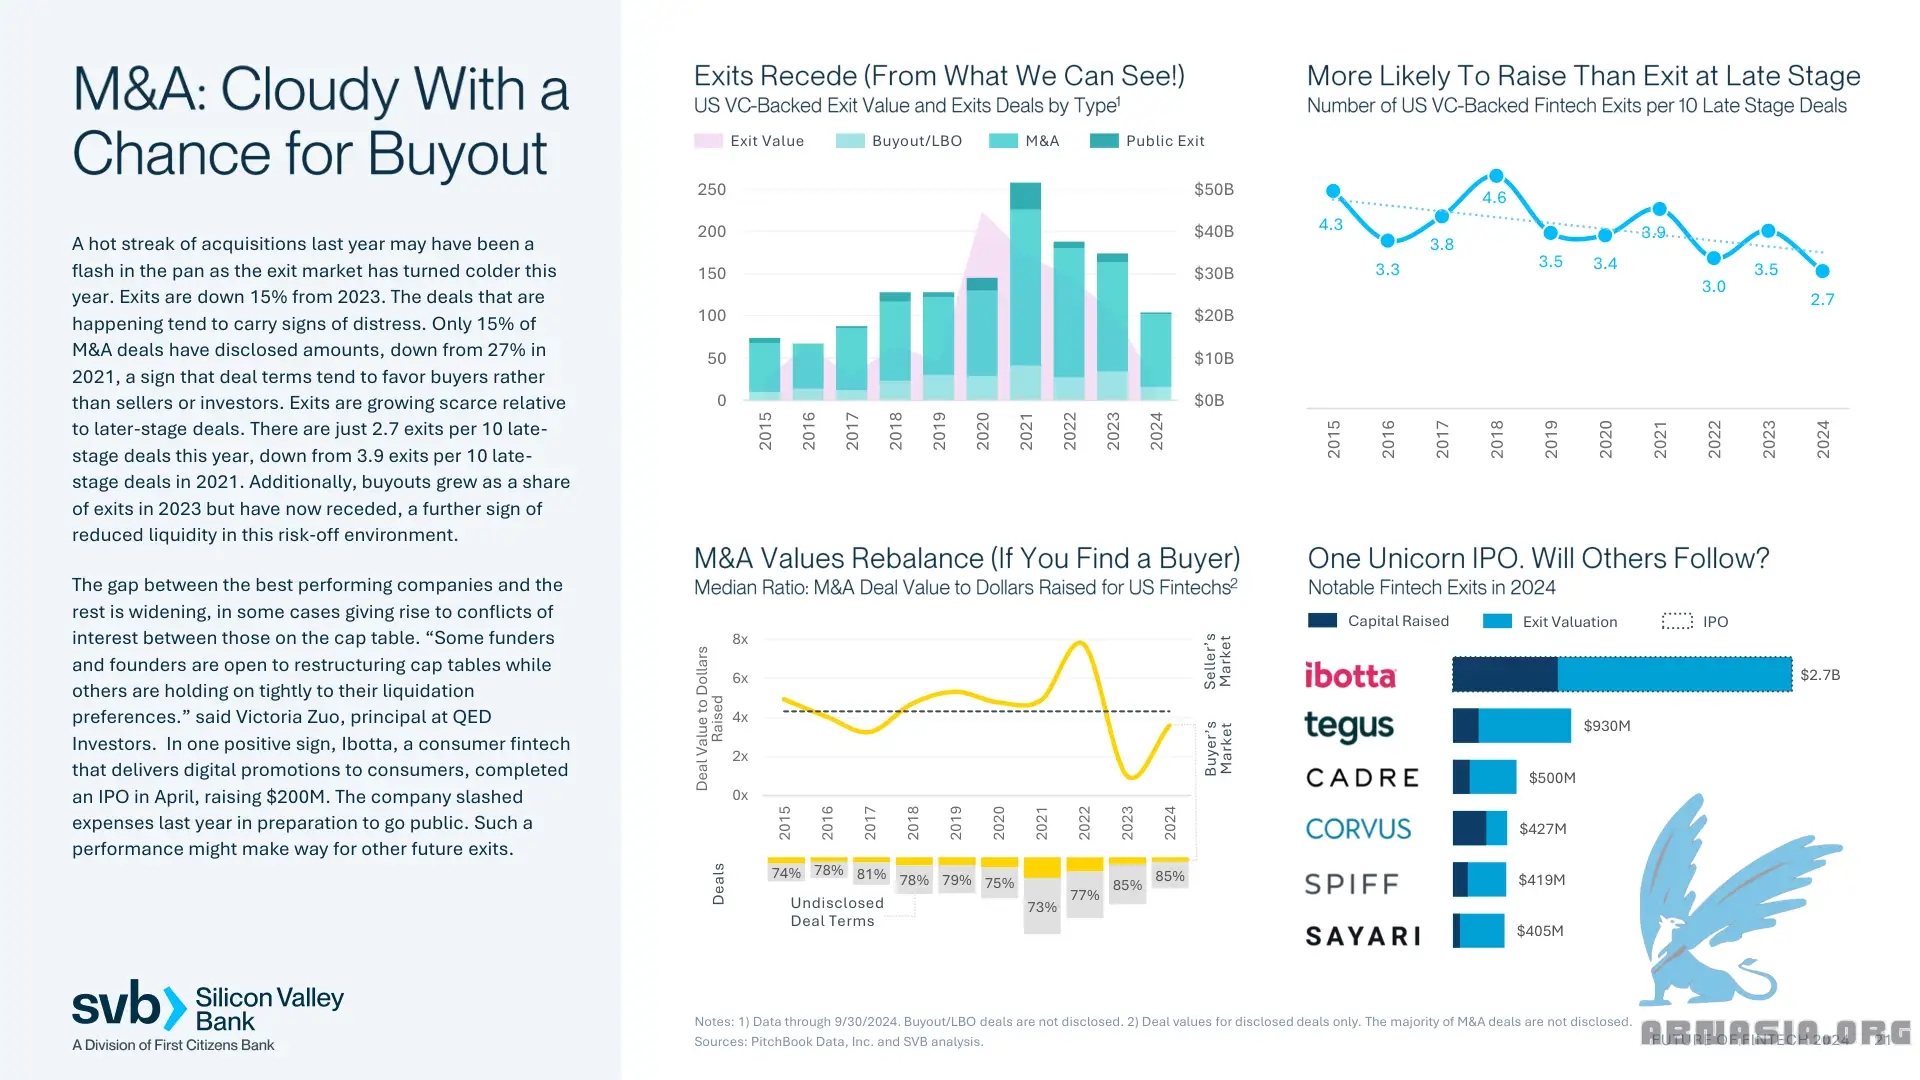 M&A: Cloudy With a
Chance for Buyout
A hot streak of acquisitions last year may have been a
flash in the pan as the exit market has turned colder this
year. Exits are down 15% from 2023. The deals that are
happening tend to carry signs of distress. Only 15% of
M&A deals have disclosed amounts, down from 27% in
2021, a sign that deal terms tend to favor buyers rather
than sellers or investors. Exits are growing scarce relative
to later-stage deals. There are just 2.7 exits per 10 late-
stage deals this year, down from 3.9 exits per 10 late-
stage deals in 2021. Additionally, buyouts grew as a share
of exits in 2023 but have now receded, a further sign of
reduced liquidity in this risk-off environment.
The gap between the best performing companies and the
rest is widening, in some cases giving rise to conflicts of
interest between those on the cap table. “Some funders
and founders are open to restructuring cap tables while
others are holding on tightly to their liquidation
preferences.” said Victoria Zuo, principal at QED
Investors.  In one positive sign, Ibotta, a consumer fintech
that delivers digital promotions to consumers, completed
an IPO in April, raising $200M. The company slashed
expenses last year in preparation to go public. Such a
performance might make way for other future exits.
svb Silicon Valley
Bank
A Division of First Citizens Bank
Exits Recede (From What We Can See!)
US VC-Backed Exit Value and Exits Deals by Type1
Exit Value Buyout/LBO M&A Public Exit
250 $50B
200 $40B
150 $30B
100 $20B
50 $10B
0 $0B
2015 2016 2017 2018 2019 2020 2021 2022 2023 2024
More Likely To Raise Than Exit at Late Stage
Number of US VC-Backed Fintech Exits per 10 Late Stage Deals
4.3 3.3 3.8 4.6 3.5 3.4 3.9 3.0 3.5 2.7
2015 2016 2017 2018 2019 2020 2021 2022 2023 2024
M&A Values Rebalance (If You Find a Buyer)
Median Ratio: M&A Deal Value to Dollars Raised for US Fintechs2
Deal Value to Dollars
Raised
8x
6x
4x
2x
0x
Seller's
Market
Buyer's
Market
2015 2016 2017 2018 2019 2020 2021 2022 2023 2024
Deals
74% 78% 81% 78% 79% 75% 73% 77% 85% 85%
Undisclosed
Deal Terms
One Unicorn IPO. Will Others Follow?
Notable Fintech Exits in 2024
Capital Raised Exit Valuation IPO
ibotta $2.7B
tegus $930M
CADRE $500M
CORVUS $427M
SPIFF $419M
SAYARI $405M
Notes: 1) Data through 9/30/2024. Buyout/LBO deals are not disclosed. 2) Deal values for disclosed deals only. The majority of M&A deals are not disclosed.
Sources: PitchBook Data, Inc. and SVB analysis.
FUTURE OF FINTECH 2024 21
ARMASIA.ORG